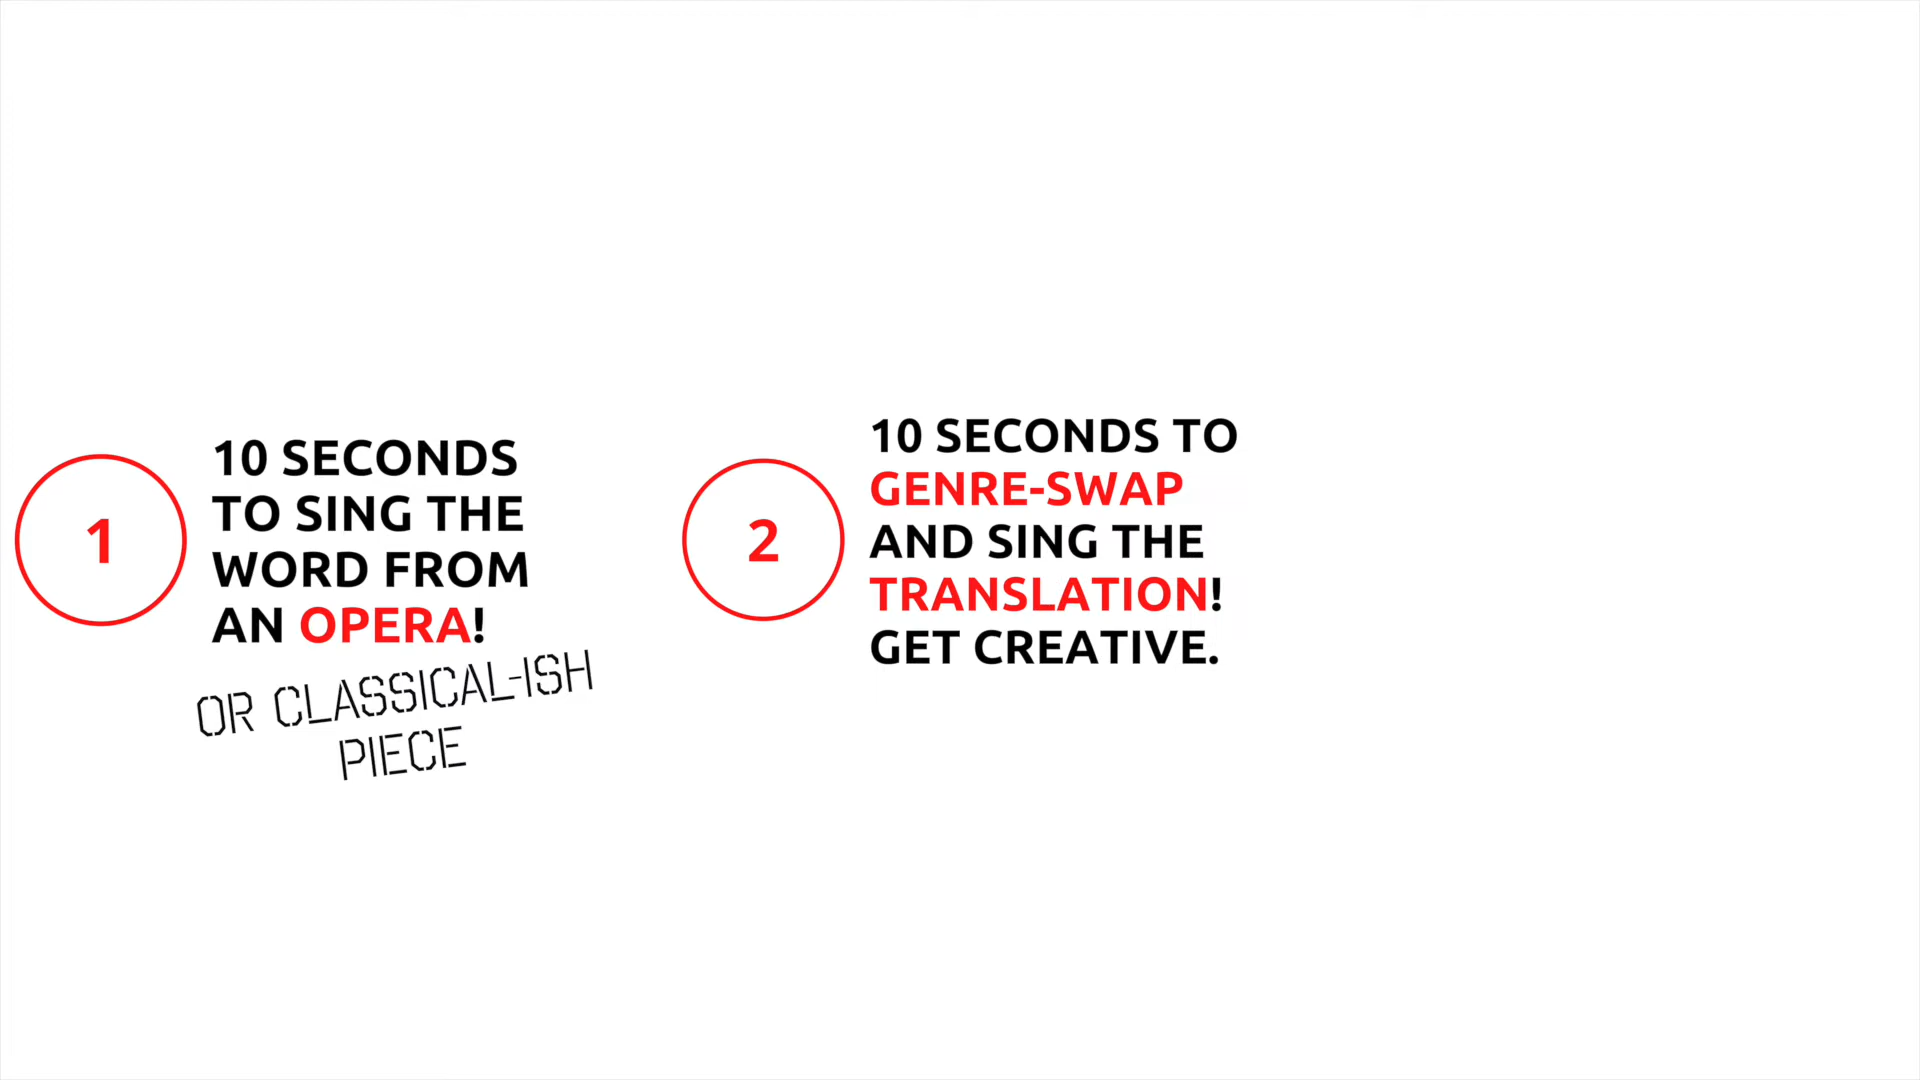 1
10 SECONDS
TO SING THE
WORD FROM
AN OPERA!
OR CLASSICAL-ISH
PIECE
2
10 SECONDS TO
GENRE-SWAP
AND SING THE
TRANSLATION!
GET CREATIVE.